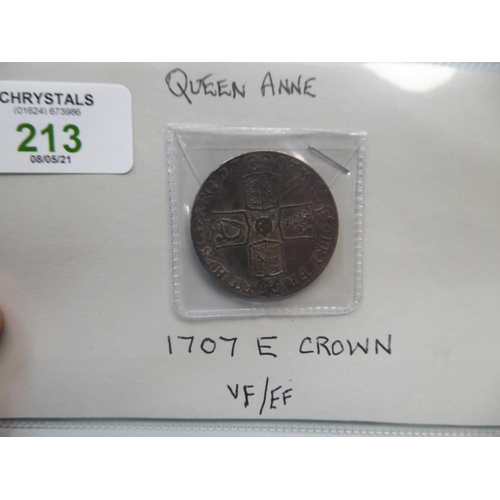 CHRYSTALS
(01624) 673986
213
08/05/21
QUEEN ANNE
1707 E CROWN
VF/EF